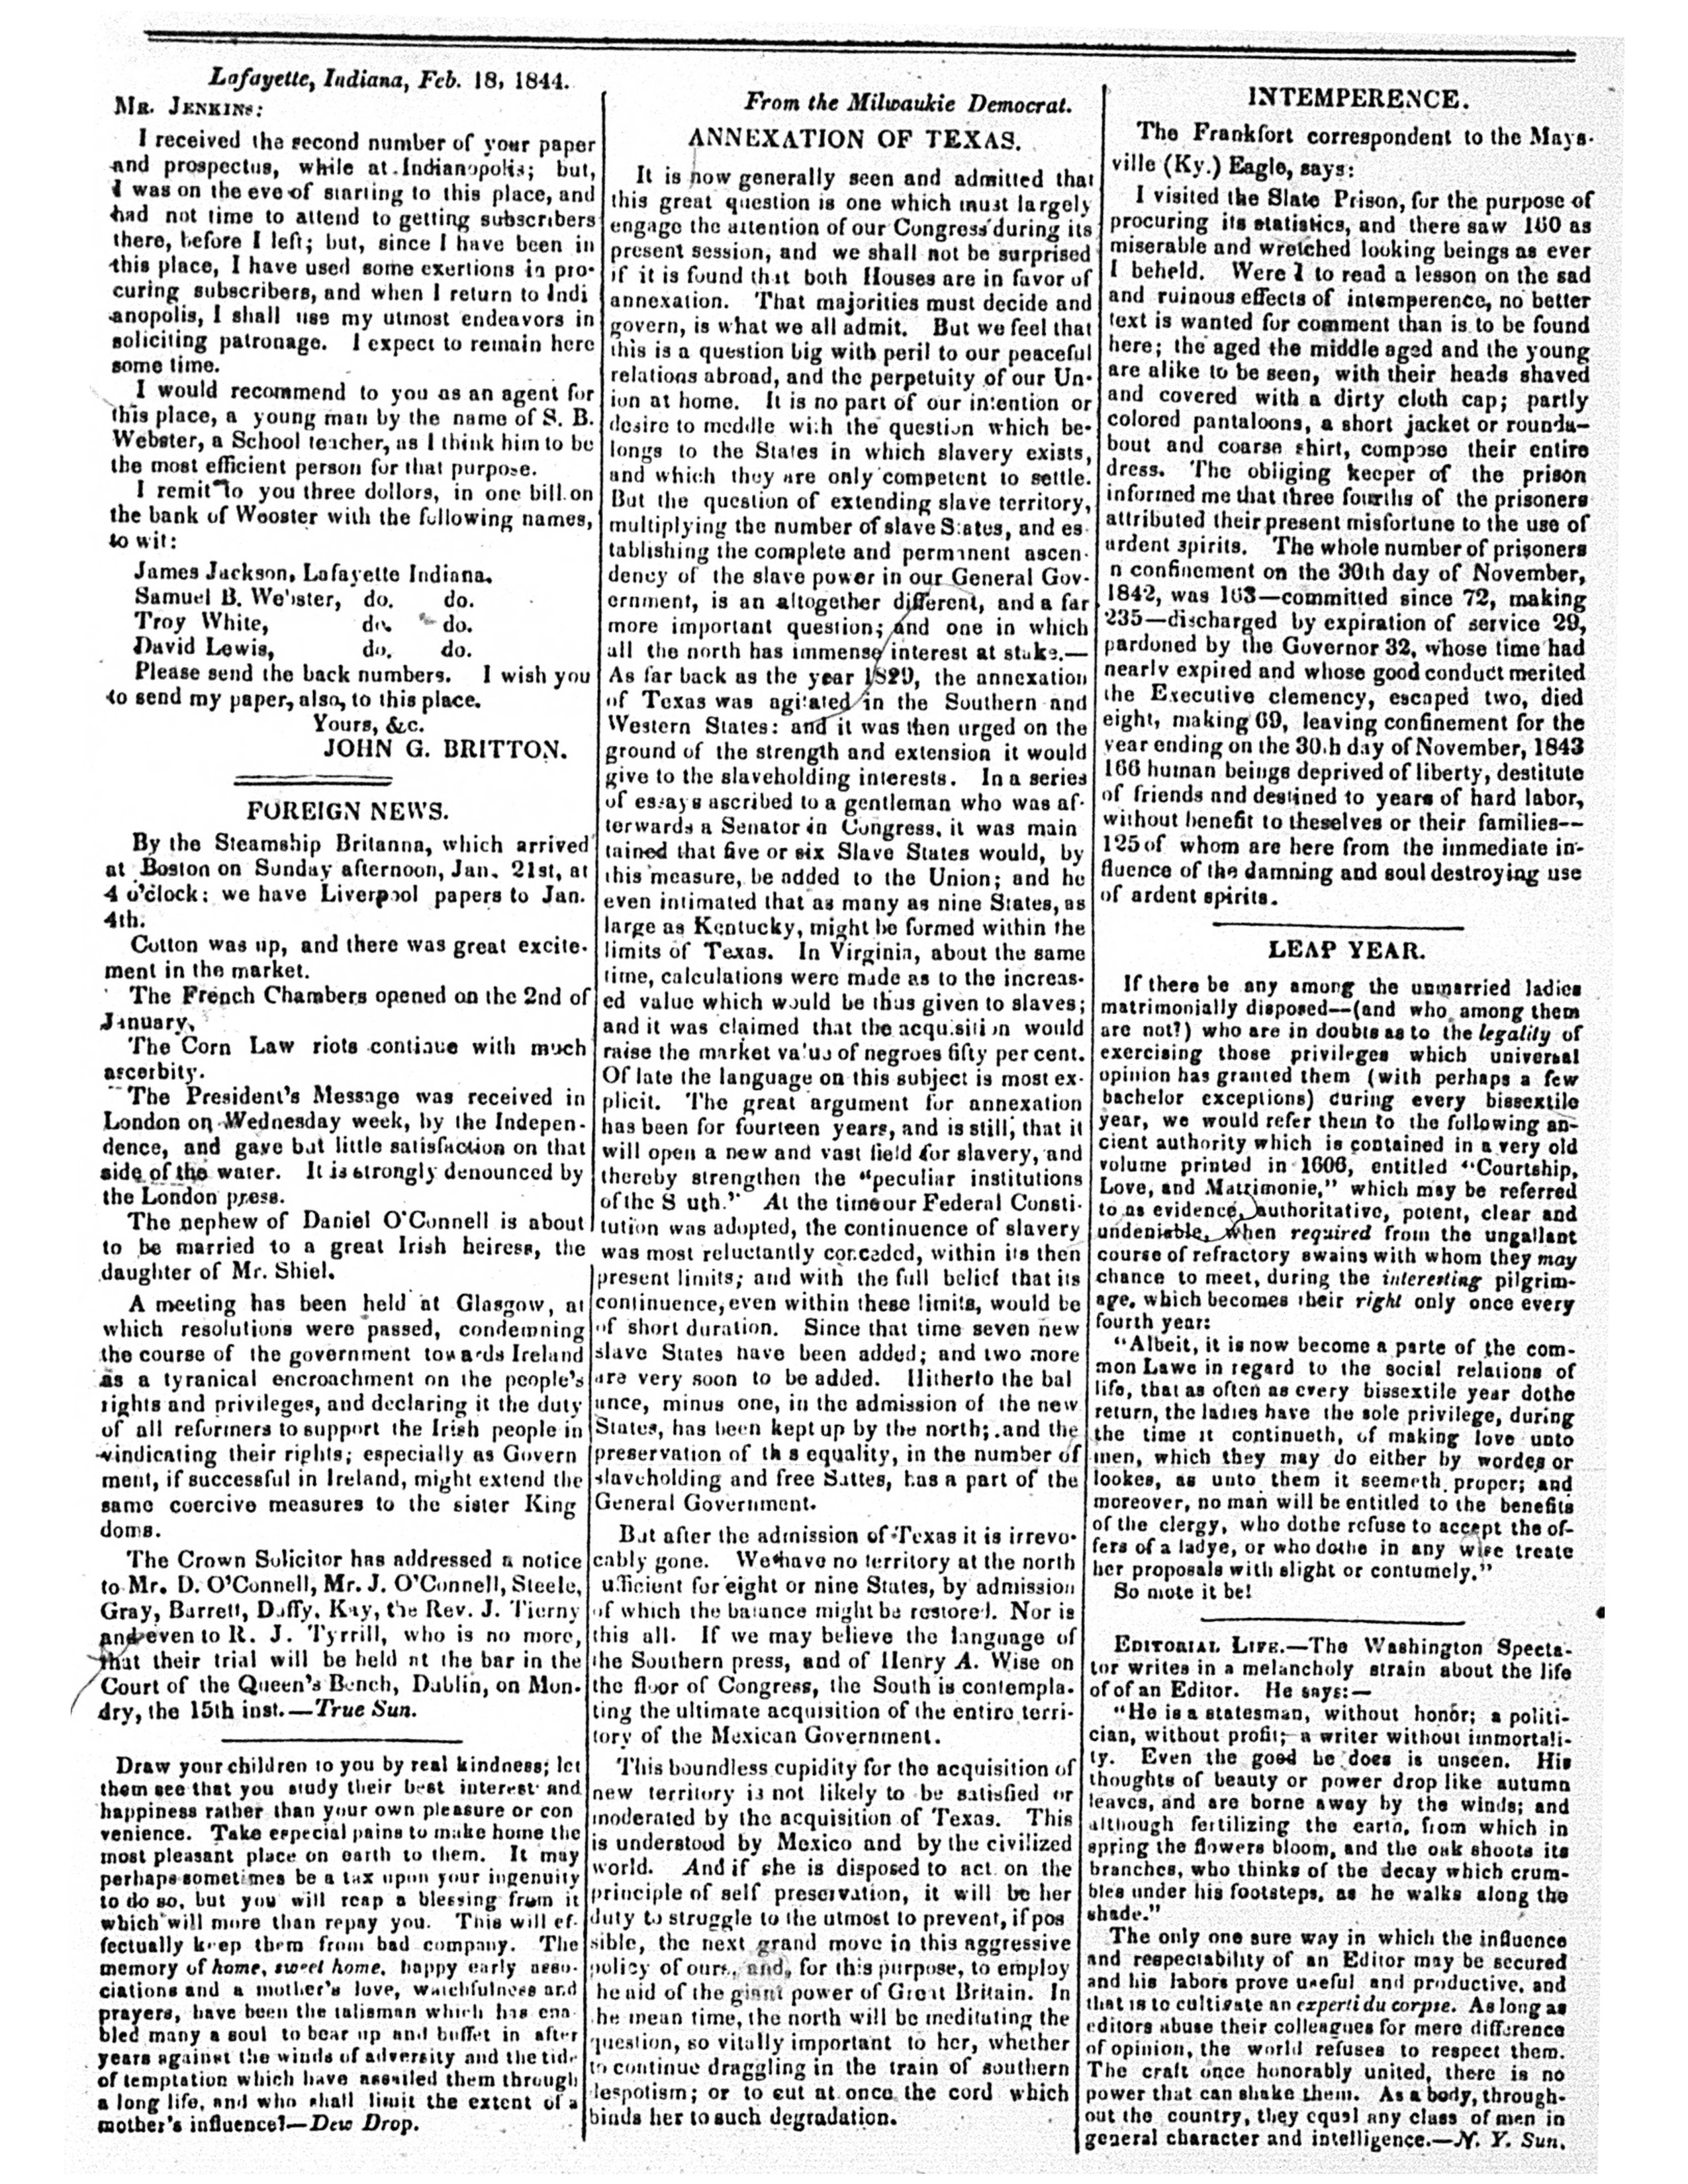 Lafayette, Indiana, Feb. 18, 1844.
MR. JENKINS:
I received the second number of your paper
and prospectus, while at Indianopolis; but,
I was on the eve of starting to this place, and
had not time to attend to getting subscribers
there, before I left; but, since I have been in
this place, I have used some exertions in pro-
curing subscribers, and when I return to Indi
anopolis, I shall use my utmost endeavors in
soliciting patronage. I expect to remain here
some time.
I would recommend to you as an agent for
this place, a young man by the name of S. B.
Webster, a School teacher, as I think him to be
the most efficient person for that purpose.
I remit to you three dollors, in one bill on
the bank of Wooster with the following names,
to wit:
James Jackson, Lafayette Indiana.
Samuel B. Webster, do. do.
Troy White, do. do.
David Lewis, do. do.
Please send the back numbers. I wish you
to send my paper, also, to this place.
Yours, &c.
JOHN G. BRITTON.
FOREIGN NEWS.
By the Steamship Britanna, which arrived
at Boston on Sunday afternoon, Jan. 21st, at
4 o'clock: we have Liverpool papers to Jan.
4th.
Cotton was up, and there was great excite-
ment in the market.
The French Chambers opened on the 2nd of
January.
The Corn Law riots continue with much
ascerbity.
The President's Message was received in
London on Wednesday week, by the Indepen-
dence, and gave but little satisfaction on that
side of the water. It is strongly denounced by
the London press.
The nephew of Daniel O'Connell is about
to be married to a great Irish heiress, the
daughter of Mr. Shiel.
A meeting has been held at Glasgow, at
which resolutions were passed, condemning
the course of the government towards Ireland
as a tyranical encroachment on the people's
rights and privileges, and declaring it the duty
of all reformers to support the Irish people in
vindicating their rights; especially as Govern
ment, if successful in Ireland, might extend the
same coercive measures to the sister King
doms.
The Crown Solicitor has addressed a notice
to Mr. D. O'Connell, Mr. J. O'Connell, Steele,
Gray, Barrett, Duffy, Kay, the Rev. J. Tierny
and even to R. J. Tyrrill, who is no more,
that their trial will be held at the bar in the
Court of the Queen's Bench, Dublin, on Mon-
dry, the 15th inst.—True Sun.
Draw your children to you by real kindness; let
them see that you study their best interest and
happiness rather than your own pleasure or con
venience. Take especial pains to make home the
most pleasant place on earth to them. It may
perhaps sometimes be a tax upon your ingenuity
to do so, but you will reap a blessing from it
which will more than repay you. This will ef-
fectually keep them from bad company. The
memory of home, sweet home, happy early asso-
ciations and a mother's love, watchfulness and
prayers, have been the talisman which has ena-
bled many a soul to bear up and buffet in after
years against the winds of adversity and the tide
of temptation which have assailed them through
a long life, and who shall limit the extent of a
mother's influence?—Dew Drop.
From the Milwaukie Democrat.
ANNEXATION OF TEXAS.
It is now generally seen and admitted that
this great question is one which must largely
engage the attention of our Congress during its
present session, and we shall not be surprised
if it is found that both Houses are in favor of
annexation. That majorities must decide and
govern, is what we all admit. But we feel that
this is a question big with peril to our peaceful
relations abroad, and the perpetuity of our Un-
ion at home. It is no part of our intention or
desire to meddle with the question which be-
longs to the States in which slavery exists,
and which they are only competent to settle.
But the question of extending slave territory,
multiplying the number of slave States, and es-
tablishing the complete and permanent ascen-
dency of the slave power in our General Gov-
ernment, is an altogether different, and a far
more important question; and one in which
all the north has immense interest at stake.—
As far back as the year 1829, the annexation
of Texas was agitated in the Southern and
Western States: and it was then urged on the
ground of the strength and extension it would
give to the slaveholding interests. In a series
of essays ascribed to a gentleman who was af-
terwards a Senator in Congress, it was main
tained that five or six Slave States would, by
this measure, be added to the Union; and he
even intimated that as many as nine States, as
large as Kentucky, might be formed within the
limits of Texas. In Virginia, about the same
time, calculations were made as to the increas-
ed value which would be thus given to slaves;
and it was claimed that the acquisition would
raise the market value of negroes fifty per cent.
Of late the language on this subject is most ex-
plicit. The great argument for annexation
has been for fourteen years, and is still, that it
will open a new and vast field for slavery, and
thereby strengthen the "peculiar institutions
of the S uth." At the time our Federal Consti-
tution was adopted, the continuence of slavery
was most reluctantly conceded, within its then
present limits; and with the full belief that its
continuence, even within these limits, would be
of short duration. Since that time seven new
slave States have been added; and two more
are very soon to be added. Hitherto the bal
ance, minus one, in the admission of the new
States, has been kept up by the north; and the
preservation of th s equality, in the number of
slaveholding and free Sattes, has a part of the
General Government.
But after the admission of Texas it is irrevo-
cably gone. We have no territory at the north
ufficient for eight or nine States, by admission
of which the balance might be restored. Nor is
this all. If we may believe the language of
the Southern press, and of Henry A. Wise on
the floor of Congress, the South is contempla-
ting the ultimate acquisition of the entire terri-
tory of the Mexican Government.
This boundless cupidity for the acquisition of
new territory is not likely to be satisfied or
moderated by the acquisition of Texas. This
is understood by Mexico and by the civilized
world. And if she is disposed to act on the
principle of self preservation, it will be her
duty to struggle to the utmost to prevent, if pos
sible, the next grand move in this aggressive
policy of ours, and, for this purpose, to employ
he aid of the giant power of Great Britain. In
he mean time, the north will be meditating the
question, so vitally important to her, whether
to continue draggling in the train of southern
lespotism; or to cut at once the cord which
binds her to such degradation.
INTEMPERENCE.
The Frankfort correspondent to the Mays-
ville (Ky.) Eagle, says:
I visited the State Prison, for the purpose of
procuring its statistics, and there saw 160 as
miserable and wretched looking beings as ever
I beheld. Were I to read a lesson on the sad
and ruinous effects of intemperence, no better
text is wanted for comment than is to be found
here; the aged the middle aged and the young
are alike to be seen, with their heads shaved
and covered with a dirty cloth cap; partly
colored pantaloons, a short jacket or rounda-
bout and coarse shirt, compose their entire
dress. The obliging keeper of the prison
informed me that three fourths of the prisoners
attributed their present misfortune to the use of
ardent spirits. The whole number of prisoners
n confinement on the 30th day of November,
1842, was 163—committed since 72, making
235—discharged by expiration of service 29,
pardoned by the Governor 32, whose time had
nearly expired and whose good conduct merited
the Executive clemency, escaped two, died
eight, making 69, leaving confinement for the
year ending on the 30th day of November, 1843
166 human beings deprived of liberty, destitute
of friends and destined to years of hard labor,
without benefit to theselves or their families—
125 of whom are here from the immediate in-
fluence of the damning and soul destroying use
of ardent spirits.
LEAP YEAR.
If there be any among the unmarried ladies
matrimonially disposed—(and who among them
are not?) who are in doubts as to the legality of
exercising those privileges which universal
opinion has granted them (with perhaps a few
bachelor exceptions) during every bissextile
year, we would refer them to the following an-
cient authority which is contained in a very old
volume printed in 1606, entitled "Courtship,
Love, and Matrimonie," which may be referred
to as evidence, authoritative, potent, clear and
undeniable, when required from the ungallant
course of refractory swains with whom they may
chance to meet, during the interesting pilgrim-
age, which becomes their right only once every
fourth year:
"Albeit, it is now become a parte of the com-
mon Lawe in regard to the social relations of
life, that as often as every bissextile year dothe
return, the ladies have the sole privilege, during
the time it continueth, of making love unto
men, which they may do either by wordes or
lookes, as unto them it seemeth proper; and
moreover, no man will be entitled to the benefits
of the clergy, who dothe refuse to accept the of-
fers of a ladye, or who dothe in any wise treate
her proposals with slight or contumely."
So mote it be!
EDITORIAL LIFE.—The Washington Specta-
tor writes in a melancholy strain about the life
of of an Editor. He says:—
"He is a statesman, without honor; a politi-
cian, without profit; a writer without immortali-
ty. Even the good he does is unseen. His
thoughts of beauty or power drop like autumn
leaves, and are borne away by the winds; and
although fertilizing the earth, from which in
spring the flowers bloom, and the oak shoots its
branches, who thinks of the decay which crum-
bles under his footsteps, as he walks along the
shade."
The only one sure way in which the influence
and respectability of an Editor may be secured
and his labors prove useful and productive, and
that is to cultivate an experti du corpse. As long as
editors abuse their colleagues for mere difference
of opinion, the world refuses to respect them.
The craft once honorably united, there is no
power that can shake them. As a body, through-
out the country, they equal any class of men in
general character and intelligence.—N. Y. Sun.